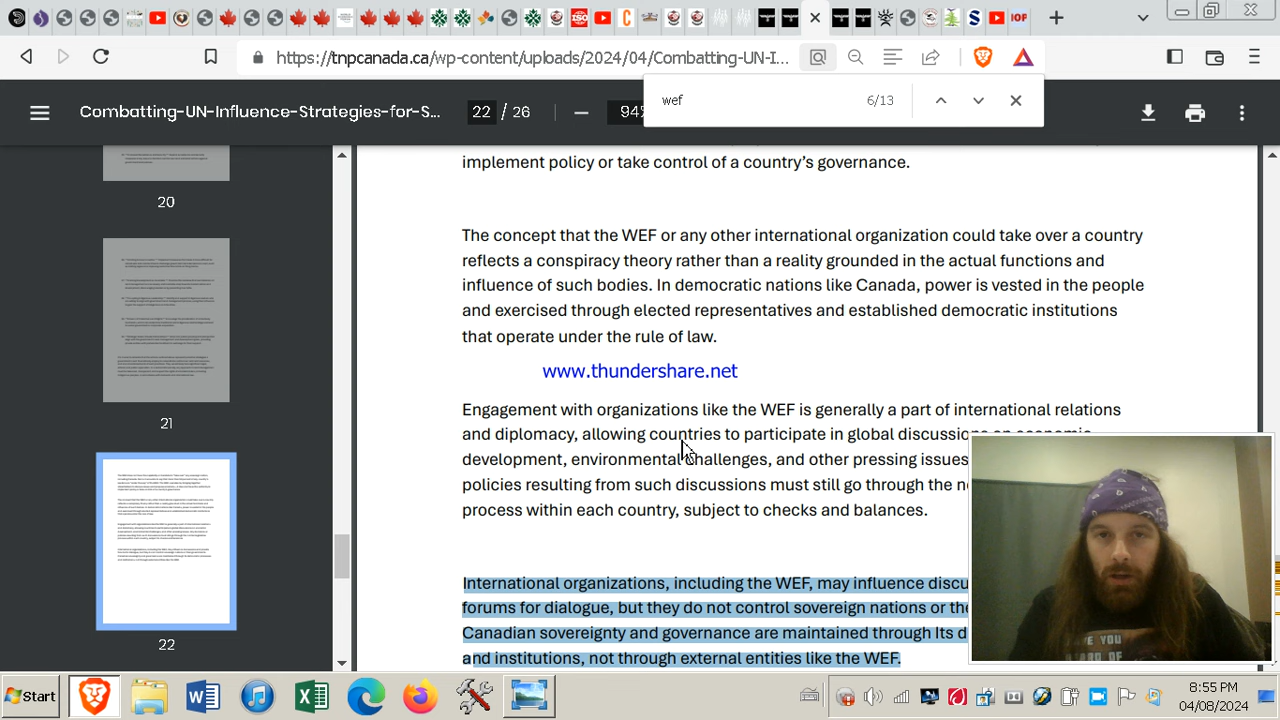 ISO
IOF
https://tnpcanada.ca/wp-content/uploads/2024/04/Combatting-UN-I...
wef
6/13
Combatting-UN-Influence-Strategies-for-S...
22 / 26
94%
implement policy or take control of a country's governance.
20
The concept that the WEF or any other international organization could take over a country
reflects a conspiracy theory rather than a reality grounded in the actual functions and
influence of such bodies. In democratic nations like Canada, power is vested in the people
and exercised through elected representatives and established democratic institutions
that operate under the rule of law.
www.thundershare.net
21
Engagement with organizations like the WEF is generally a part of international relations
and diplomacy, allowing countries to participate in global discussions on economic
development, environmental challenges, and other pressing issues
policies resulting from such discussions must still go through the
process within each country, subject to checks and balances.
International organizations, including the WEF, may influence
forums for dialogue, but they do not control sovereign nations or
Canadian sovereignty and governance are maintained through Its
and institutions, not through external entities like the WEF.
22
Start
8:55 PM
04/08/2024